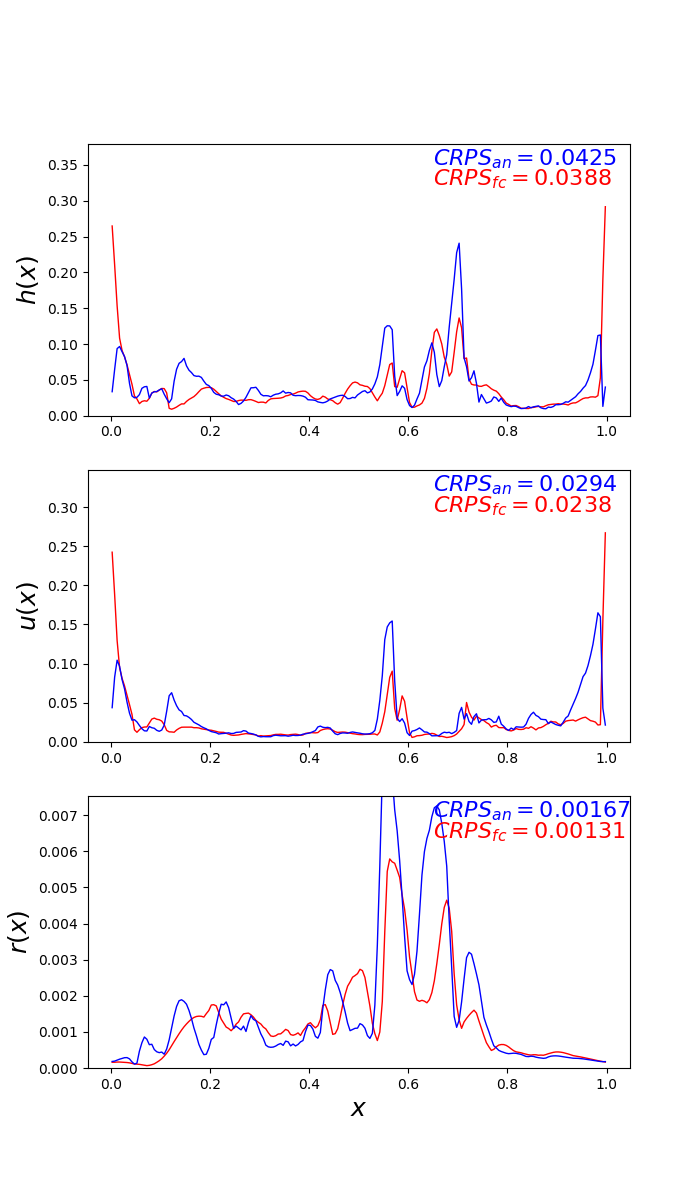 CRPS_an = 0.0425
CRPS_fc = 0.0388
h(x)
0.35
0.30
0.25
0.20
0.15
0.10
0.05
0.00
0.0 0.2 0.4 0.6 0.8 1.0
CRPS_an = 0.0294
CRPS_fc = 0.0238
u(x)
0.30
0.25
0.20
0.15
0.10
0.05
0.00
0.0 0.2 0.4 0.6 0.8 1.0
CRPS_an = 0.00167
CRPS_fc = 0.00131
r(x)
0.007
0.006
0.005
0.004
0.003
0.002
0.001
0.000
0.0 0.2 0.4 0.6 0.8 1.0
x